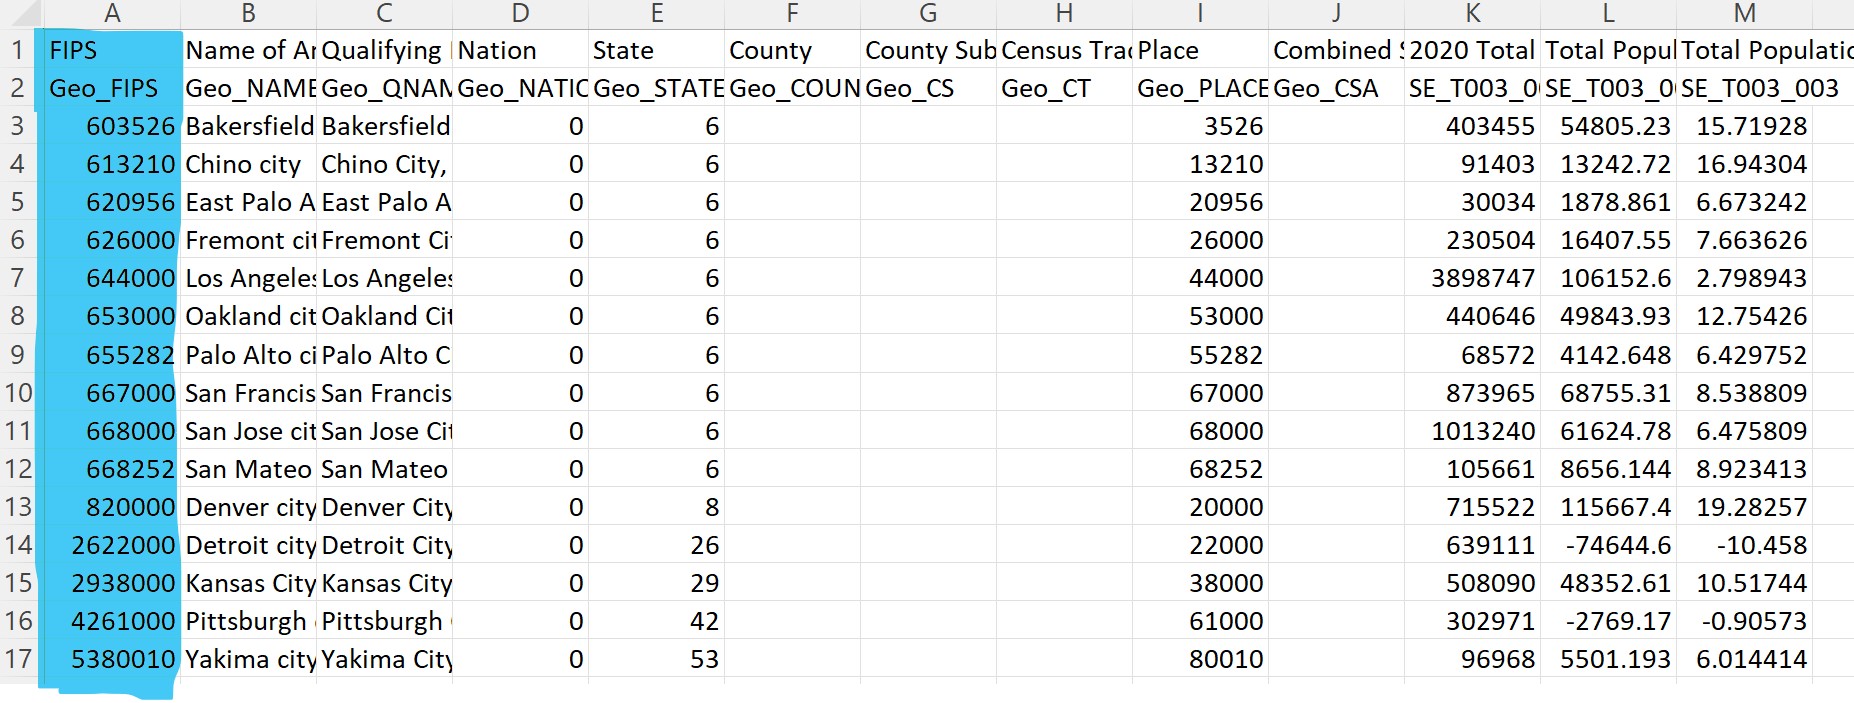 A B C D E F G H I J K L M
1 FIPS Name of Ar Qualifying Nation State County County Sub Census Trac Place Combined S 2020 Total Total Popul Total Populatio
2 Geo_FIPS Geo_NAME Geo_QNAM Geo_NATIO Geo_STATE Geo_COUN Geo_CS Geo_CT Geo_PLACE Geo_CSA SE_T003_00 SE_T003_00 SE_T003_003
3 603526 Bakersfield Bakersfield 0 6 3526 403455 54805.23 15.71928
4 613210 Chino city Chino City, 0 6 13210 91403 13242.72 16.94304
5 620956 East Palo A East Palo A 0 6 20956 30034 1878.861 6.673242
6 626000 Fremont cit Fremont Cit 0 6 26000 230504 16407.55 7.663626
7 644000 Los Angeles Los Angeles 0 6 44000 3898747 106152.6 2.798943
8 653000 Oakland cit Oakland Cit 0 6 53000 440646 49843.93 12.75426
9 655282 Palo Alto ci Palo Alto C 0 6 55282 68572 4142.648 6.429752
10 667000 San Francis San Francis 0 6 67000 873965 68755.31 8.538809
11 668000 San Jose cit San Jose Cit 0 6 68000 1013240 61624.78 6.475809
12 668252 San Mateo San Mateo 0 6 68252 105661 8656.144 8.923413
13 820000 Denver city Denver City 0 8 20000 715522 115667.4 19.28257
14 2622000 Detroit city Detroit City 0 26 22000 639111 -74644.6 -10.458
15 2938000 Kansas City Kansas City 0 29 38000 508090 48352.61 10.51744
16 4261000 Pittsburgh Pittsburgh 0 42 61000 302971 -2769.17 -0.90573
17 5380010 Yakima city Yakima City 0 53 80010 96968 5501.193 6.014414